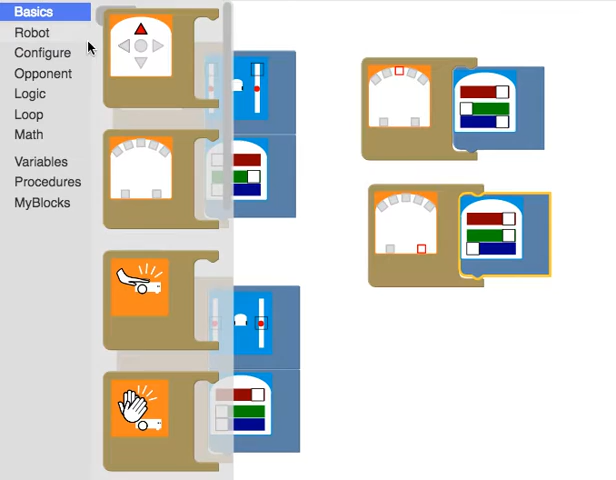 Basics
Robot
Configure
Opponent
Logic
Loop
Math
Variables
Procedures
MyBlocks